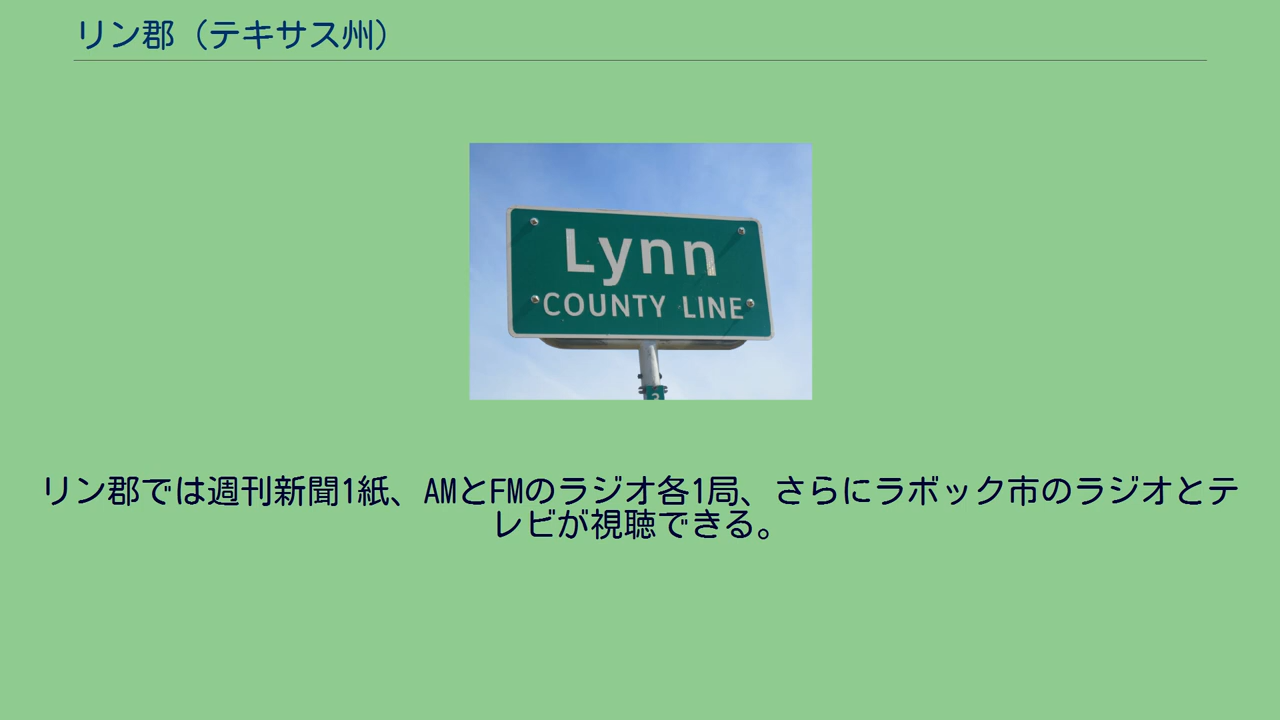 リン郡（テキサス州）
Lynn
COUNTY LINE
リン郡では週刊新聞1紙、AMとFMのラジオ各1局、さらにラボック市のラジオとテ
レビが視聴できる。